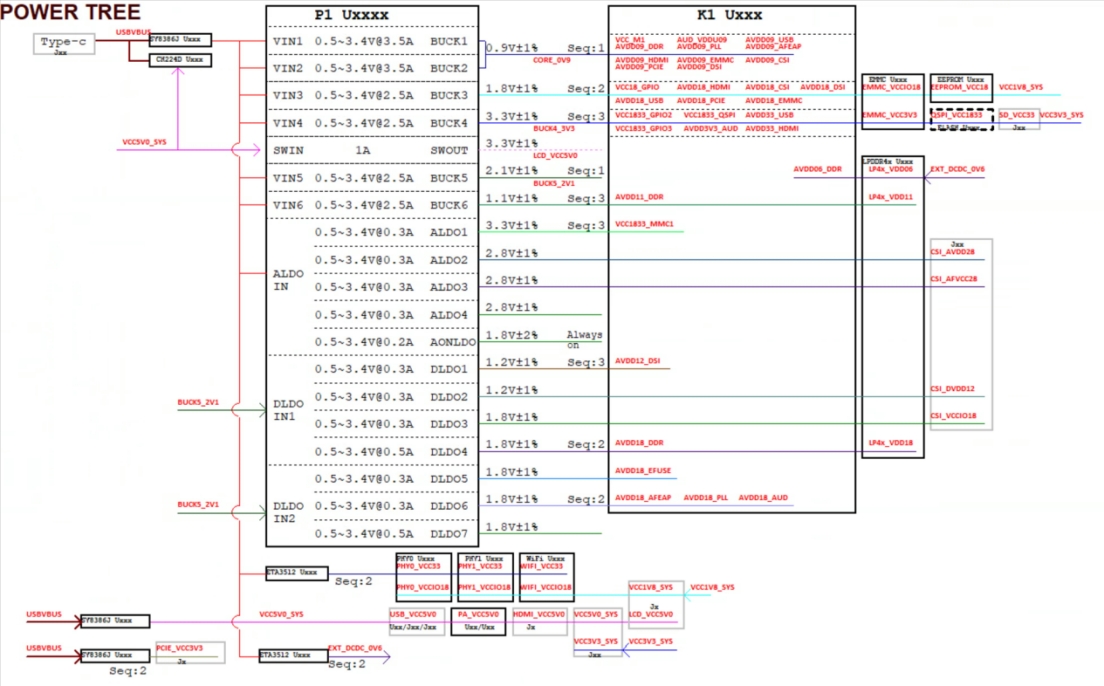 POWER TREE
Type-c
Jxx
USBVBUS
SY8386J Uxxx
CH224D Uxxx
VCC5V0_SYS
P1 Uxxxx
VIN1 0.5~3.4V@3.5A BUCK1
VIN2 0.5~3.4V@3.5A BUCK2
VIN3 0.5~3.4V@2.5A BUCK3
VIN4 0.5~3.4V@2.5A BUCK4
SWIN 1A SWOUT
VIN5 0.5~3.4V@2.5A BUCK5
VIN6 0.5~3.4V@2.5A BUCK6
0.5~3.4V@0.3A ALDO1
0.5~3.4V@0.3A ALDO2
ALDO IN
0.5~3.4V@0.3A ALDO3
0.5~3.4V@0.3A ALDO4
0.5~3.4V@0.2A AONLDO
0.5~3.4V@0.3A DLDO1
0.5~3.4V@0.3A DLDO2
BUCK5_2V1
DLDO IN1
0.5~3.4V@0.3A DLDO3
0.5~3.4V@0.5A DLDO4
0.5~3.4V@0.3A DLDO5
BUCK5_2V1
DLDO IN2
0.5~3.4V@0.3A DLDO6
0.5~3.4V@0.5A DLDO7
0.9V±1% Seq:1
CORE_0V9
1.8V±1% Seq:2
3.3V±1% Seq:3
BUCK4_3V3
3.3V±1%
LCD_VCC5V0
2.1V±1% Seq:1
BUCK5_2V1
1.1V±1% Seq:3
3.3V±1% Seq:3
2.8V±1%
2.8V±1%
2.8V±1%
1.8V±2% Always on
1.2V±1% Seq:3
1.2V±1%
1.8V±1%
1.8V±1% Seq:2
1.8V±1%
1.8V±1% Seq:2
1.8V±1%
K1 Uxxx
VCC_M1 AUD_VDDU09 AVDD09_USB
AVDD09_DDR AVDD09_PLL AVDD09_AFEAP
AVDD09_HDMI AVDD09_EMMC AVDD09_CSI
AVDD09_PCIE AVDD09_DSI
VCC18_GPIO AVDD18_HDMI AVDD18_CSI AVDD18_DSI
AVDD18_USB AVDD18_PCIE AVDD18_EMMC
VCC1833_GPIO2 VCC1833_QSPI AVDD33_USB
VCC1833_GPIO3 AVDD3V3_AUD AVDD33_HDMI
AVDD06_DDR
AVDD11_DDR
VCC1833_MMC1
AVDD12_DSI
AVDD18_DDR
AVDD18_EFUSE
AVDD18_AFEAP AVDD18_PLL AVDD18_AUD
EMMC Uxxx
EMMC_VCCIO18
EMMC_VCC3V3
EEPROM Uxxx
EEPROM_VCC18
VCC1V8_SYS
QSPI_VCC1833
FLASH Uxxx
SD_VCC33
Jxx
VCC3V3_SYS
LPDDR4x Uxxx
LP4x_VDD06
EXT_DCDC_0V6
LP4x_VDD11
LP4x_VDD18
Jxx
CSI_AVDD28
CSI_AFVCC28
CSI_DVDD12
CSI_VCCIO18
ETA3512 Uxxx
Seq:2
PHY0 Uxxx
PHY0_VCC33
PHY0_VCCIO18
PHY1 Uxxx
PHY1_VCC33
PHY1_VCCIO18
WiFi Uxxx
WIFI_VCC33
WIFI_VCCIO18
VCC1V8_SYS
VCC1V8_SYS
Jx
LCD_VCC5V0
USBVBUS
SY8386J Uxxx
VCC5V0_SYS
USB_VCC5V0
Uxx/Jxx/Jxx
PA_VCC5V0
Uxx/Uxx
HDMI_VCC5V0
Jx
VCC5V0_SYS
VCC3V3_SYS
Jxx
VCC3V3_SYS
USBVBUS
SY8386J Uxxx
Seq:2
PCIE_VCC3V3
Jx
ETA3512 Uxxx
EXT_DCDC_0V6
Seq:2